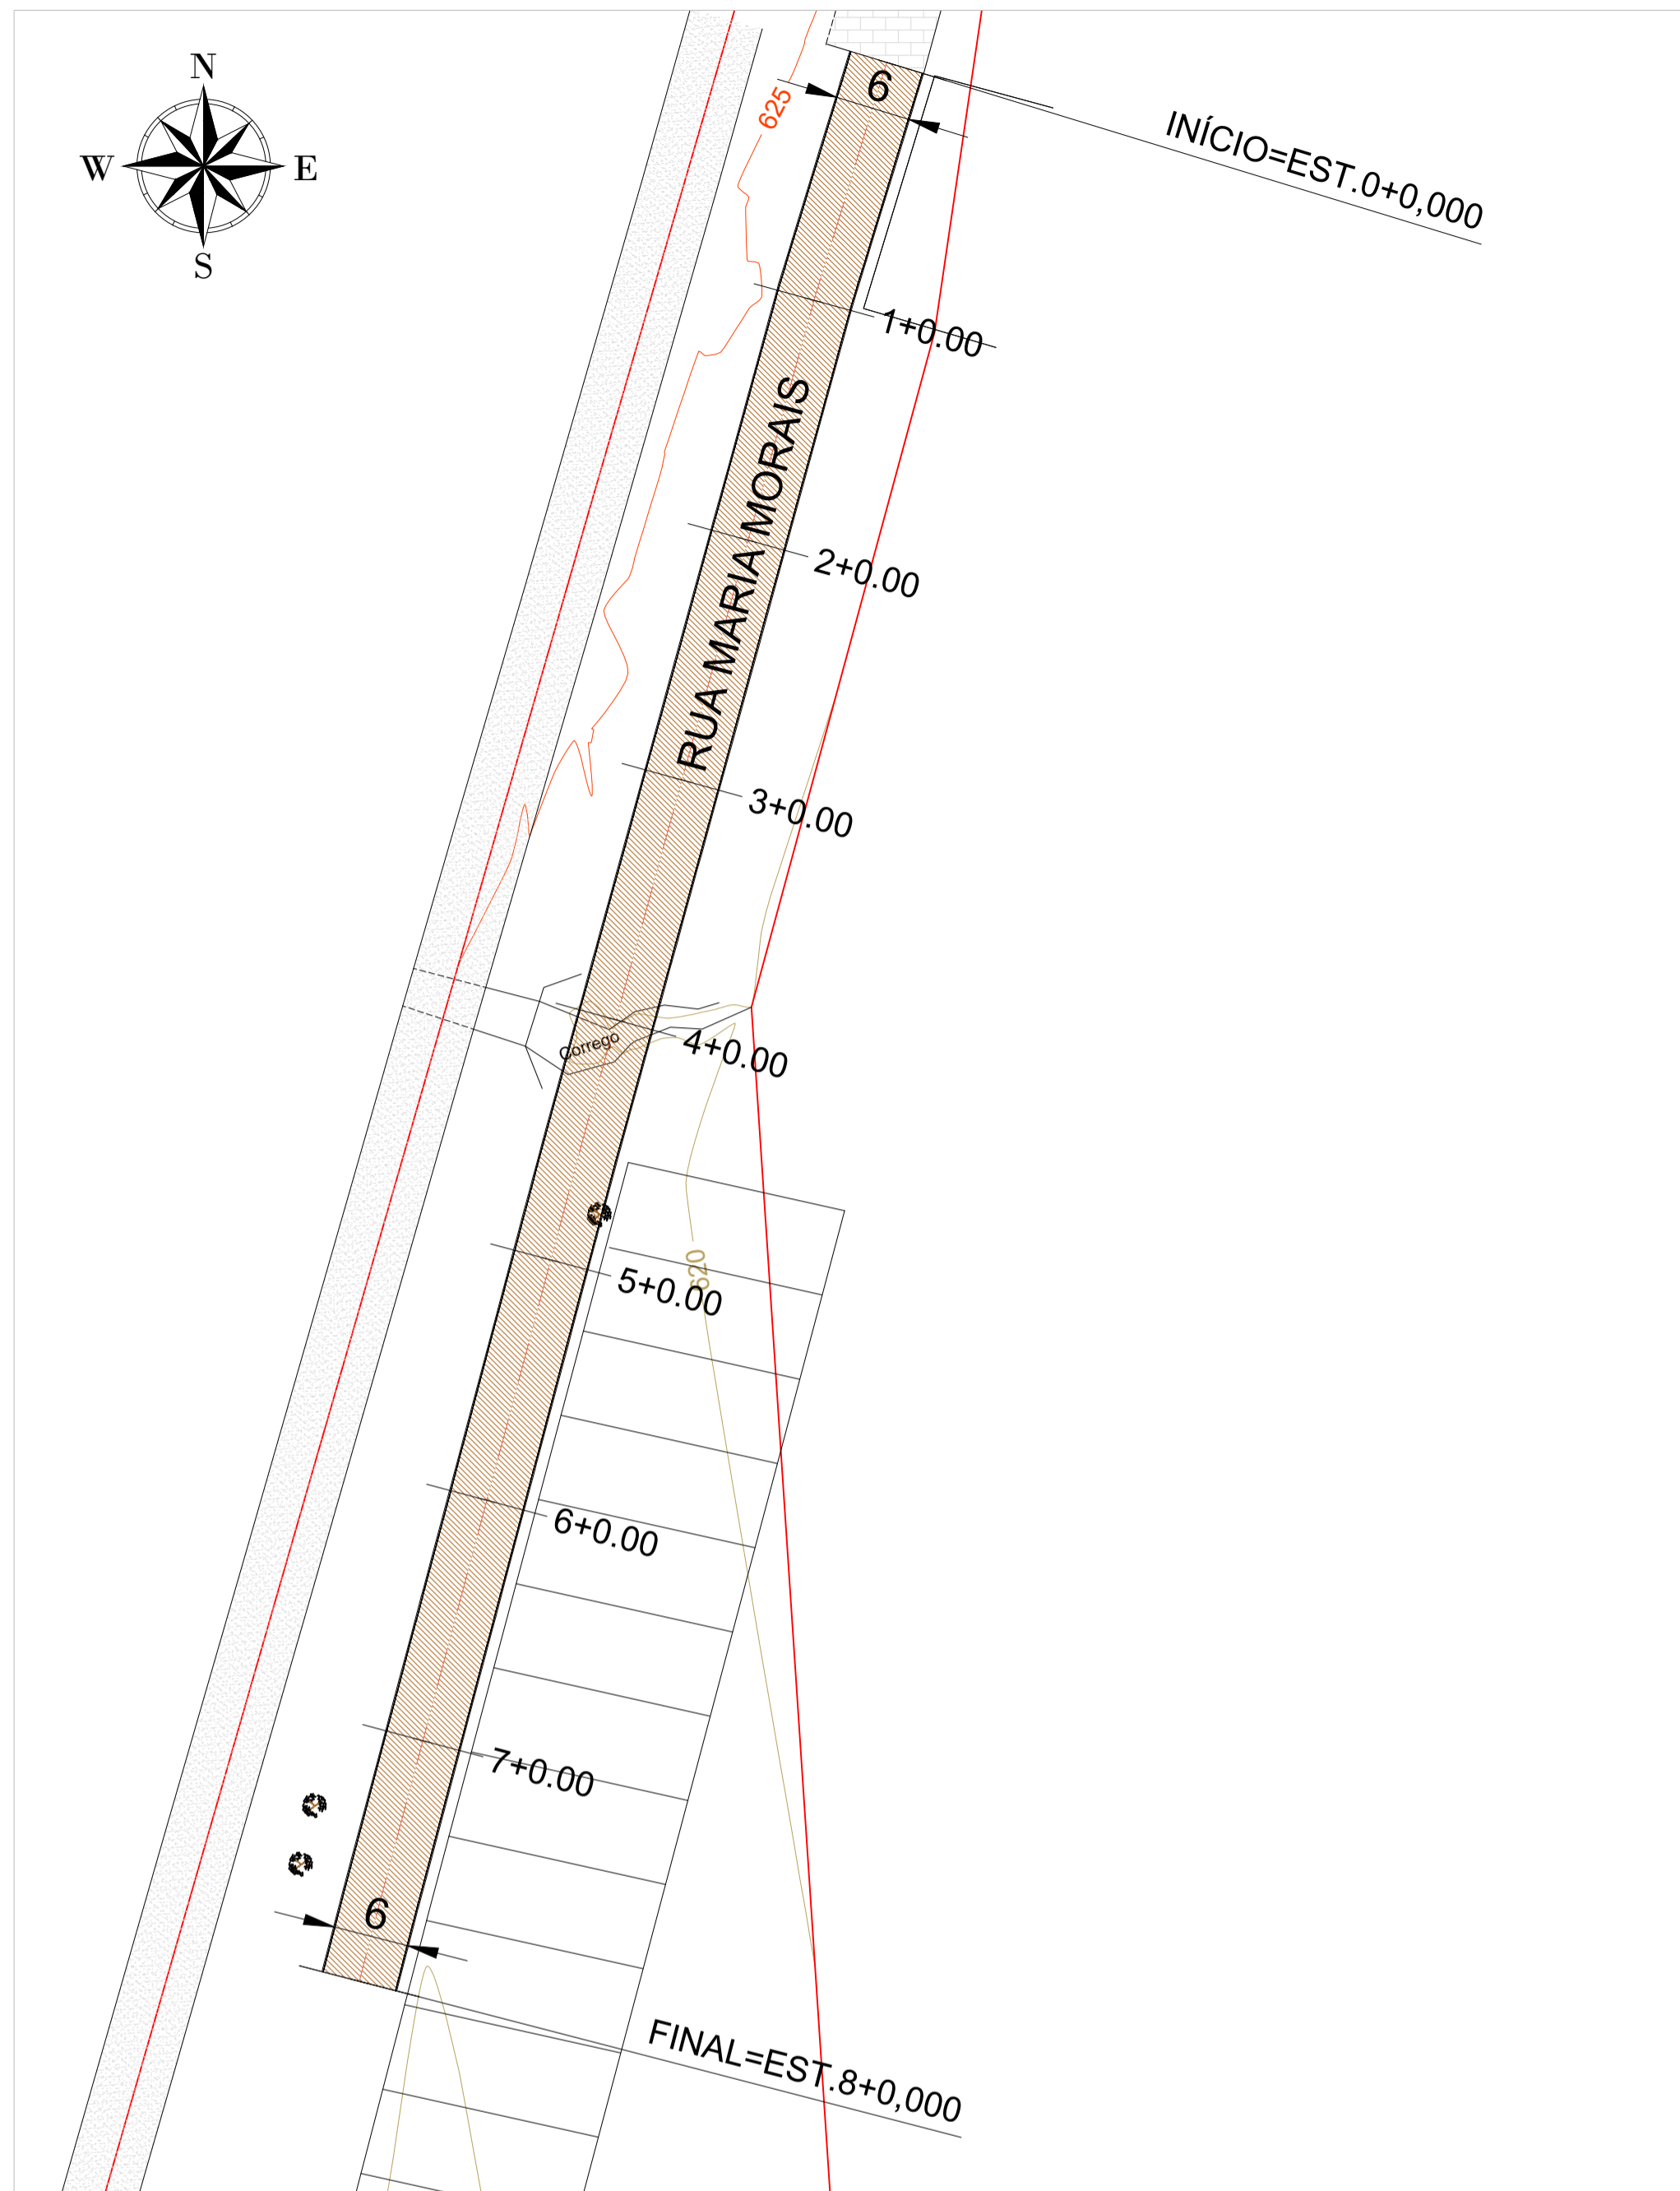 N
W
E
S
625
6
INÍCIO=EST.0+0,000
1+0.00
RUA MARIA MORAIS
2+0.00
3+0.00
Corrego
4+0.00
620
5+0.00
6+0.00
7+0.00
6
FINAL=EST.8+0,000